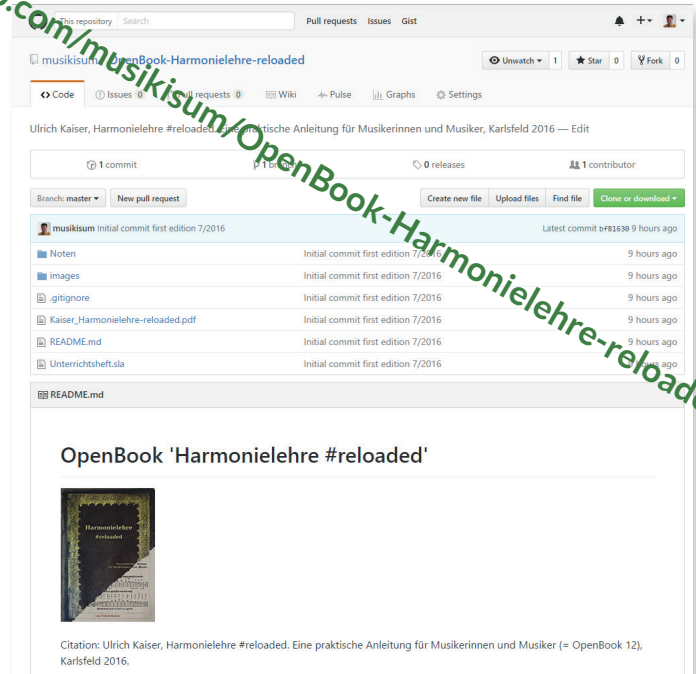 This repository Search Pull requests Issues Gist
musikisum OpenBook-Harmonielehre-reloaded Unwatch 1 Star 0 Fork 0
Code Issues 0 Pull requests 0 Wiki Pulse Graphs Settings
Ulrich Kaiser, Harmonielehre #reloaded. Eine praktische Anleitung für Musikerinnen und Musiker, Karlsfeld 2016 — Edit
1 commit 1 branch 0 releases 1 contributor
Branch: master New pull request Create new file Upload files Find file Clone or download
musikisum Initial commit first edition 7/2016 Latest commit bf81630 9 hours ago
Noten Initial commit first edition 7/2016 9 hours ago
images Initial commit first edition 7/2016 9 hours ago
.gitignore Initial commit first edition 7/2016 9 hours ago
Kaiser_Harmonielehre-reloaded.pdf Initial commit first edition 7/2016 9 hours ago
README.md Initial commit first edition 7/2016 9 hours ago
Unterrichtsheft.sla Initial commit first edition 7/2016 9 hours ago
README.md
OpenBook 'Harmonielehre #reloaded'
Harmonielehre
#reloaded
Citation: Ulrich Kaiser, Harmonielehre #reloaded. Eine praktische Anleitung für Musikerinnen und Musiker (= OpenBook 12),
Karlsfeld 2016.
.com/musikisum/OpenBook-Harmonielehre-reload